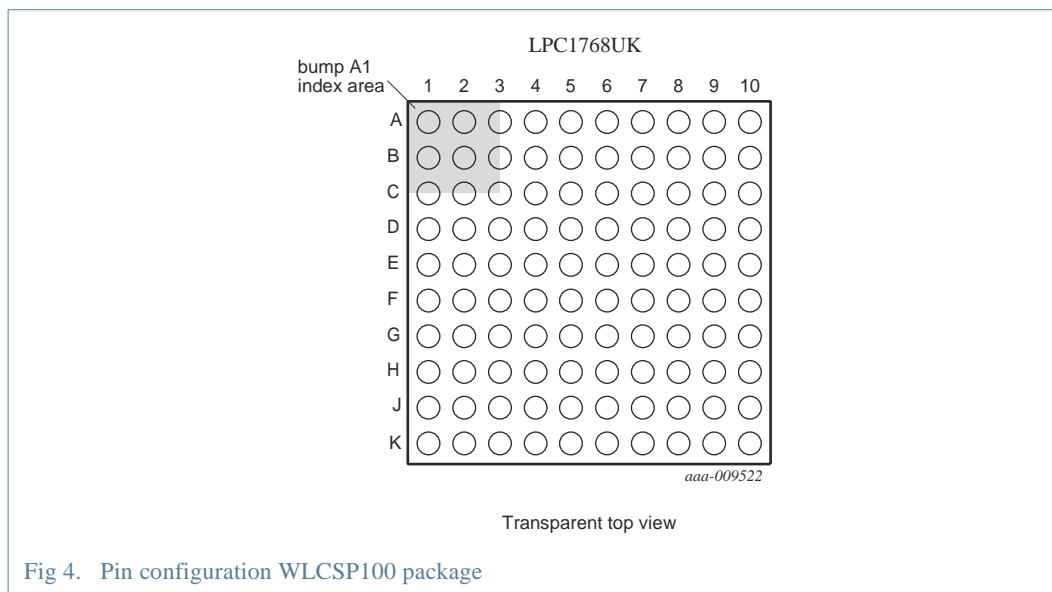 LPC1768UK
bump A1
index area
1 2 3 4 5 6 7 8 9 10
A
B
C
D
E
F
G
H
J
K
aaa-009522
Transparent top view
Fig 4. Pin configuration WLCSP100 package